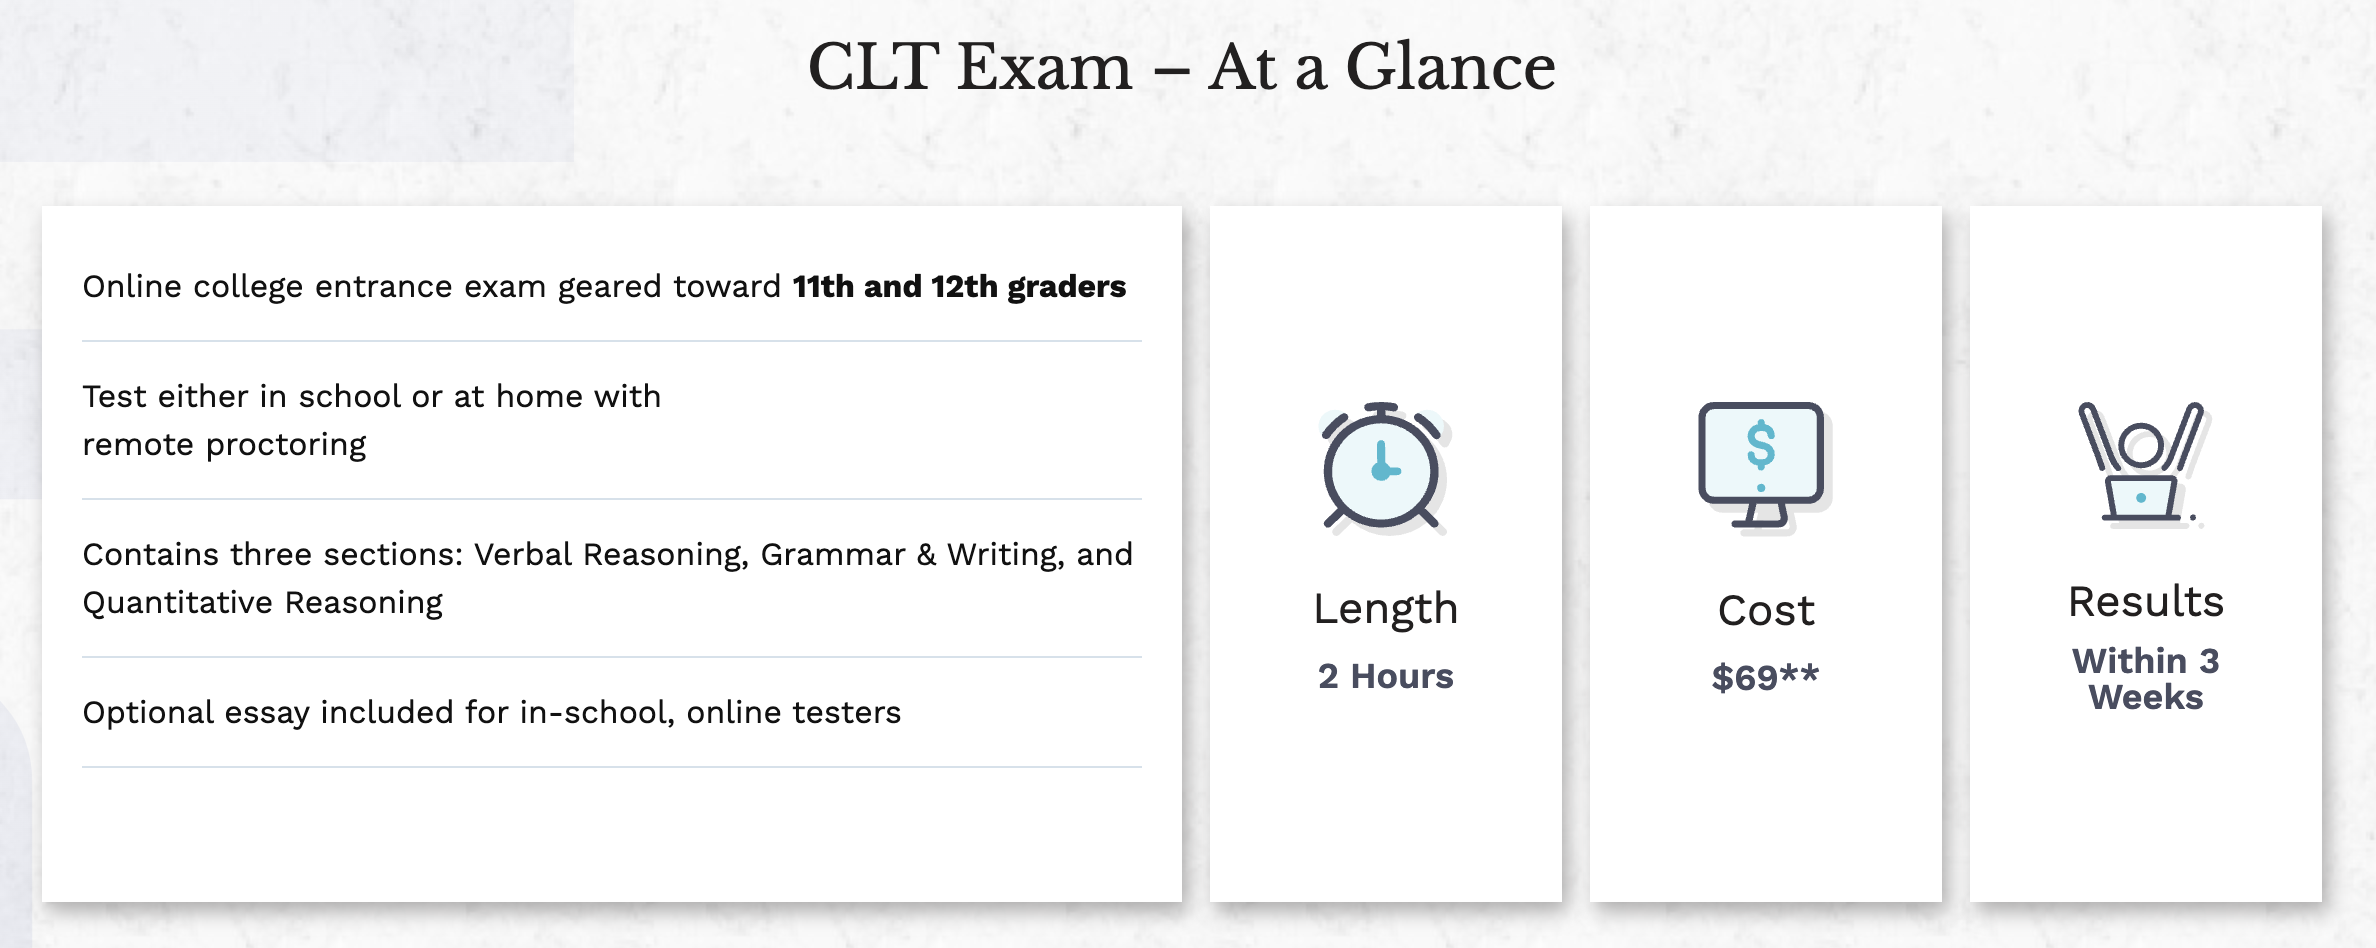 CLT Exam – At a Glance
Online college entrance exam geared toward 11th and 12th graders
Test either in school or at home with
remote proctoring
Contains three sections: Verbal Reasoning, Grammar & Writing, and
Quantitative Reasoning
Optional essay included for in-school, online testers
Length
2 Hours
$
Cost
$69**
Results
Within 3
Weeks